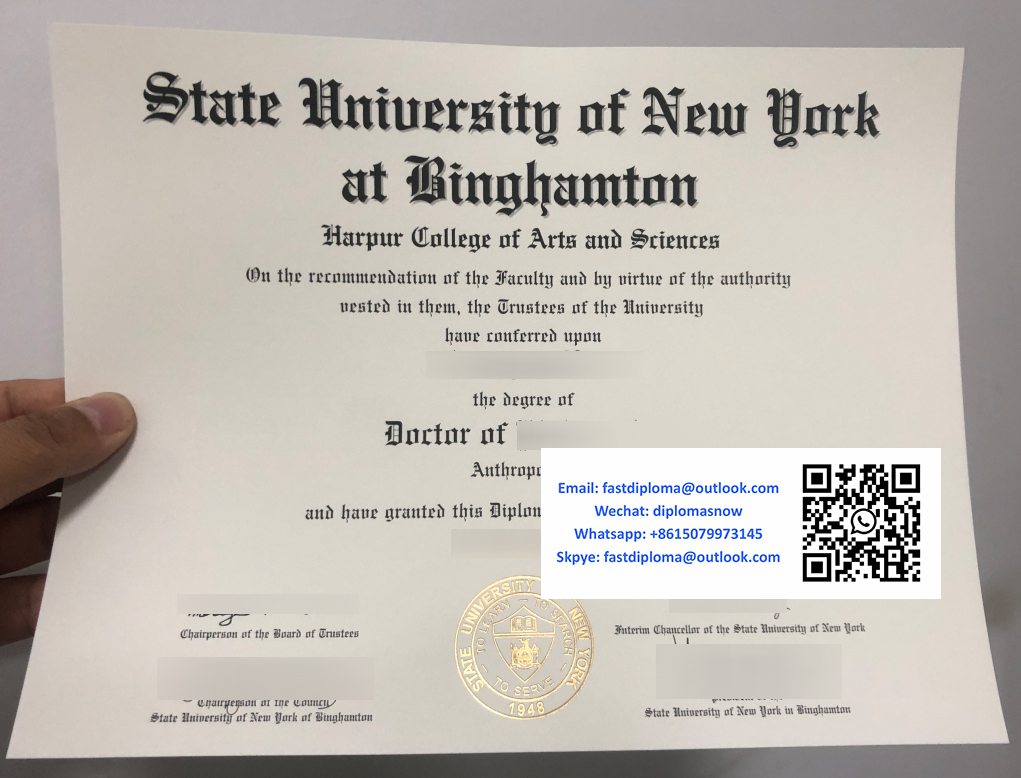 State University of New York
at Binghamton
Harpur College of Arts and Sciences
On the recommendation of the Faculty and by virtue of the authority
vested in them, the Trustees of the University
have conferred upon
the degree of
Doctor of
Anthropo
and have granted this Diplom
Email: fastdiploma@outlook.com
Wechat: diplomasnow
Whatsapp: +8615079973145
Skpye: fastdiploma@outlook.com
STATE UNIVERSITY NEW YORK
TO LEARN TO SEARCH
TO SERVE
1948
Chairperson of the Board of Trustees
Interim Chancellor of the State University of New York
Chairperson of the Council
State University of New York of Binghamton
State University of New York in Binghamton